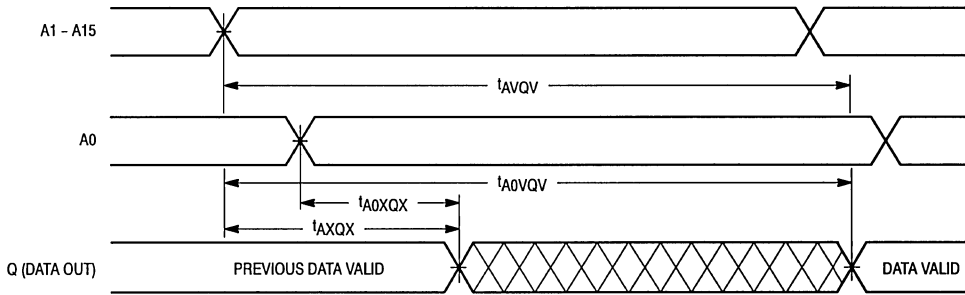 A1 – A15
tAVQV
A0
tA0VQV
tA0XQX
tAXQX
Q (DATA OUT)
PREVIOUS DATA VALID
DATA VALID